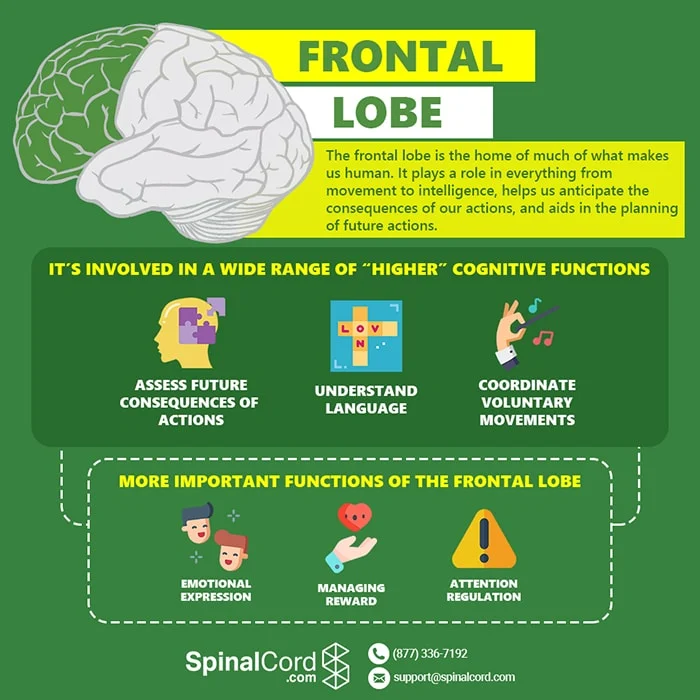 FRONTAL
LOBE
The frontal lobe is the home of much of what makes
us human. It plays a role in everything from
movement to intelligence, helps us anticipate the
consequences of our actions, and aids in the planning
of future actions.
IT´S INVOLVED IN A WIDE RANGE OF “HIGHER” COGNITIVE FUNCTIONS
L O V
N
ASSESS FUTURE
CONSEQUENCES OF
ACTIONS
UNDERSTAND
LANGUAGE
COORDINATE
VOLUNTARY
MOVEMENTS
MORE IMPORTANT FUNCTIONS OF THE FRONTAL LOBE
EMOTIONAL
EXPRESSION
MANAGING
REWARD
ATTENTION
REGULATION
SpinalCord
.com
(877) 336-7192
support@spinalcord.com